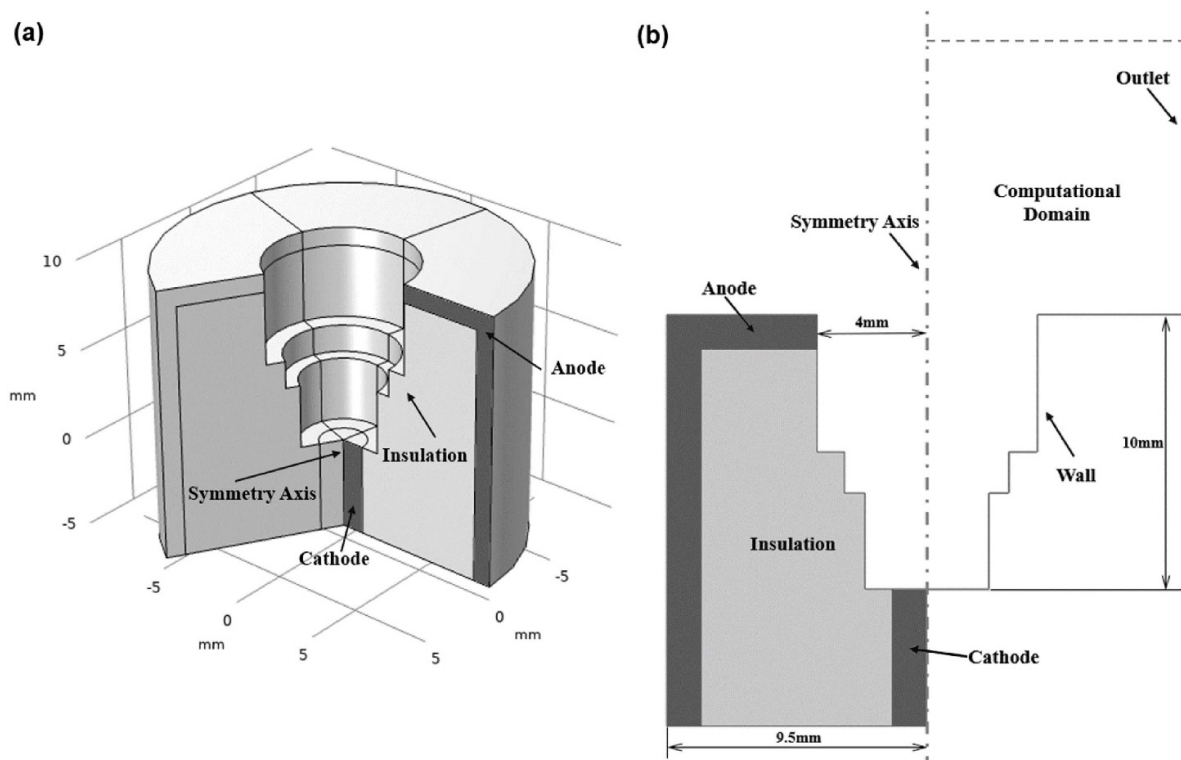 (a)
10
5
mm
0
-5
-5
0
mm
5
5
0
mm
-5
Anode
Insulation
Symmetry Axis
Cathode
(b)
Outlet
Computational
Domain
Symmetry Axis
Anode
4mm
10mm
Wall
Insulation
Cathode
9.5mm